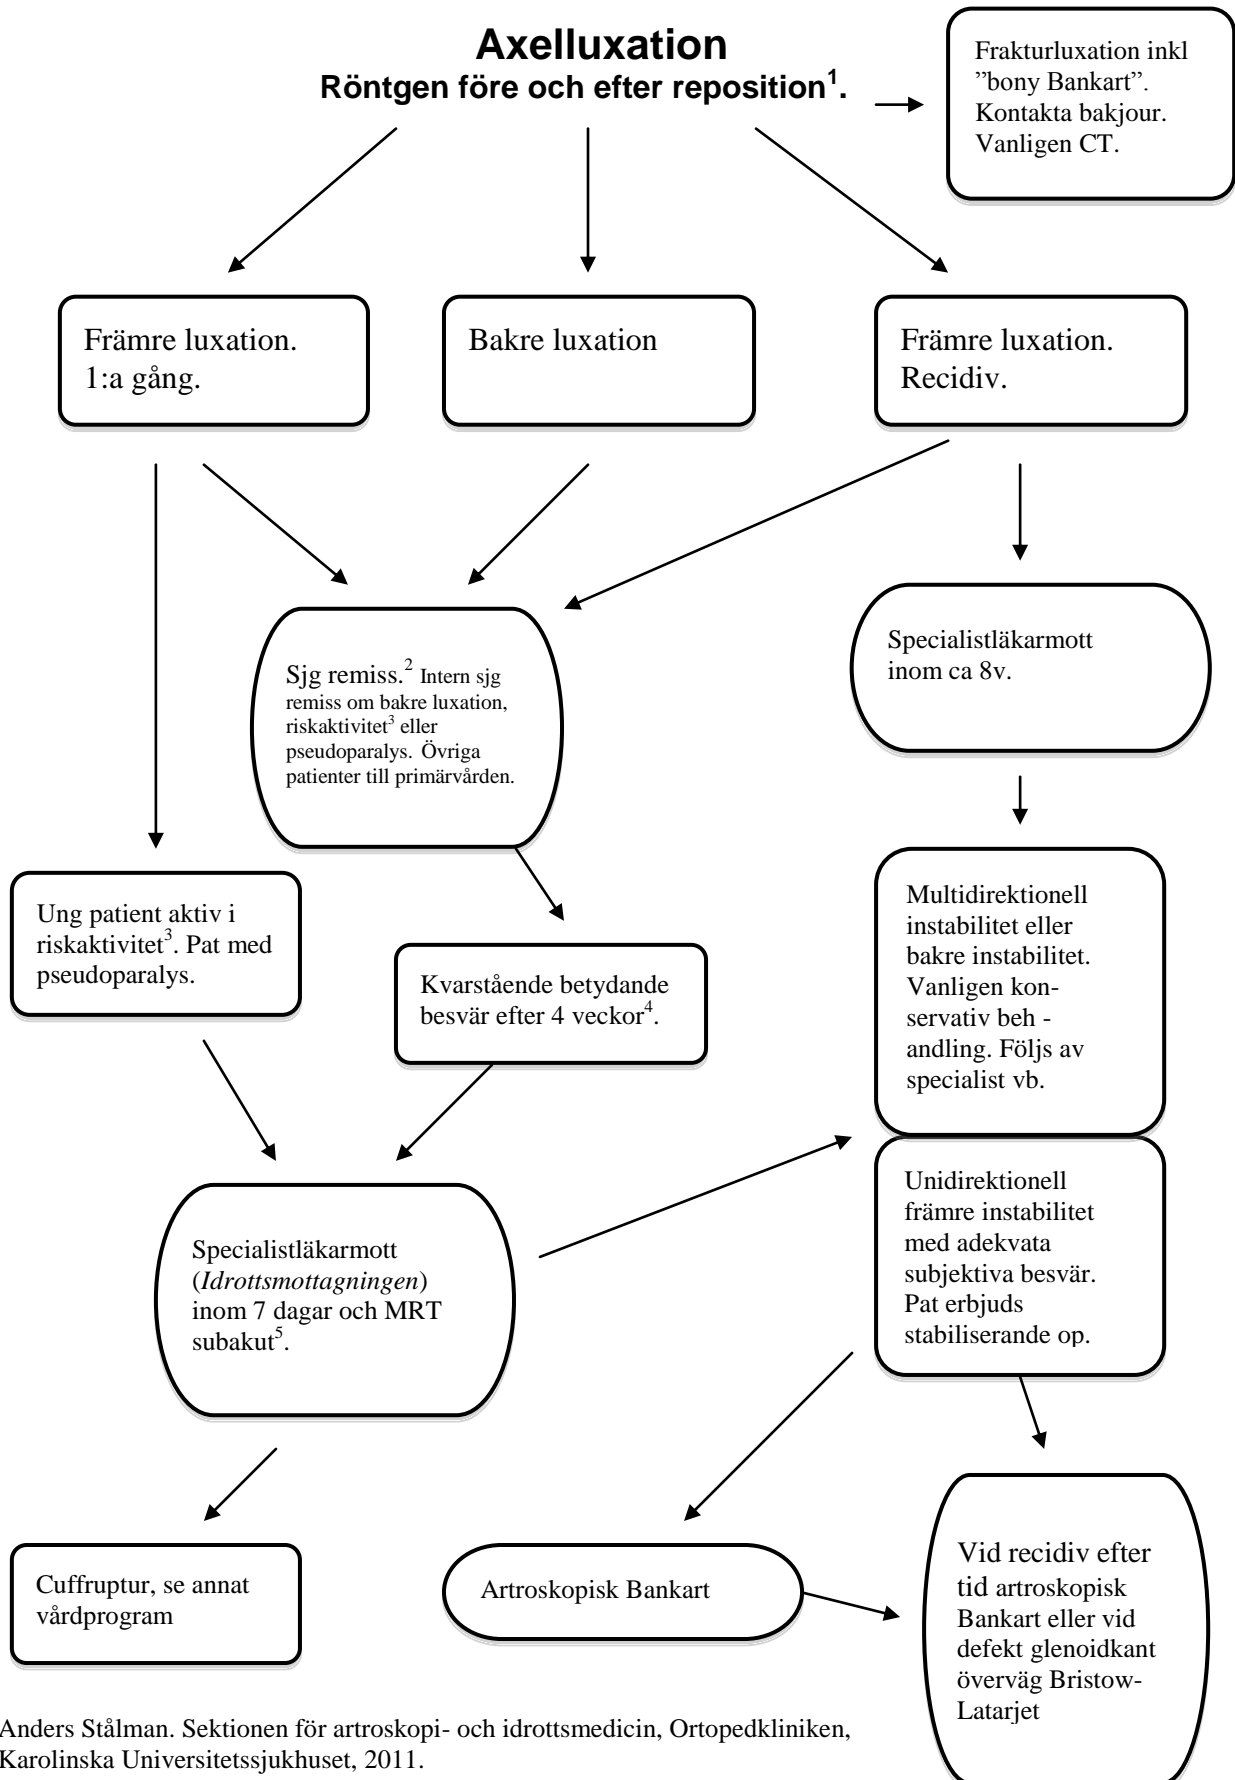 Axelluxation
Röntgen före och efter reposition¹.
Frakturluxation inkl
”bony Bankart”.
Kontakta bakjour.
Vanligen CT.
Främre luxation.
1:a gång.
Bakre luxation
Främre luxation.
Recidiv.
Sjg remiss.² Intern sjg
remiss om bakre luxation,
riskaktivitet³ eller
pseudoparalys. Övriga
patienter till primärvården.
Specialistläkarmott
inom ca 8v.
Ung patient aktiv i
riskaktivitet³. Pat med
pseudoparalys.
Kvarstående betydande
besvär efter 4 veckor⁴.
Multidirektionell
instabilitet eller
bakre instabilitet.
Vanligen kon-
servativ beh -
andling. Följs av
specialist vb.
Unidirektionell
främre instabilitet
med adekvata
subjektiva besvär.
Pat erbjuds
stabiliserande op.
Specialistläkarmott
(Idrottsmottagningen)
inom 7 dagar och MRT
subakut⁵.
Cuffruptur, se annat
vårdprogram
Artroskopisk Bankart
Vid recidiv efter
tid artroskopisk
Bankart eller vid
defekt glenoidkant
överväg Bristow-
Latarjet
Anders Stålman. Sektionen för artroskopi- och idrottsmedicin, Ortopedkliniken,
Karolinska Universitetssjukhuset, 2011.